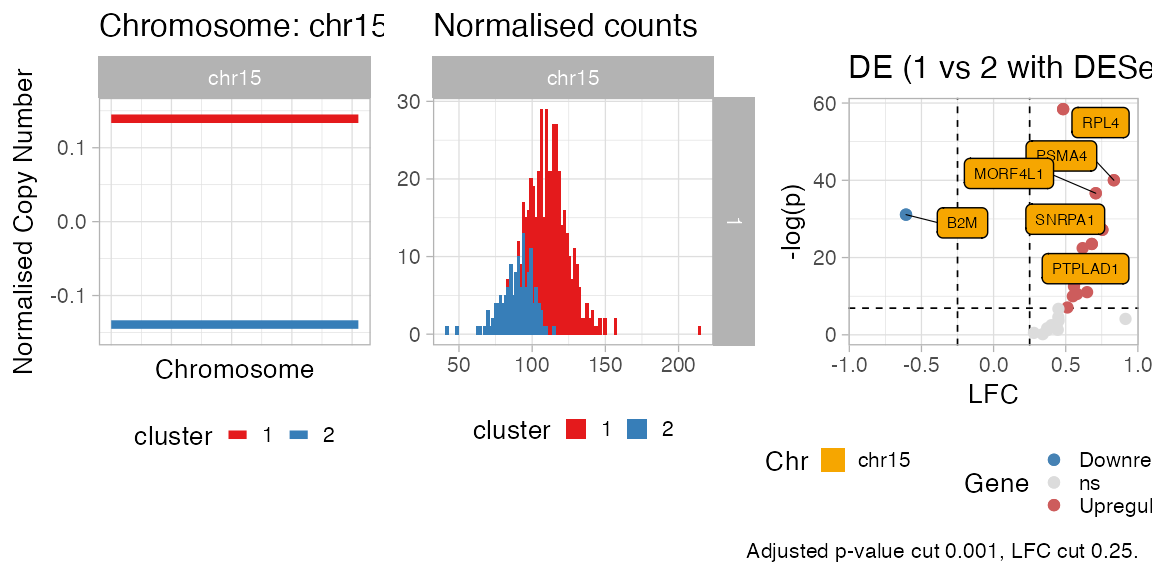 Chromosome: chr15
Normalised counts
DE (1 vs 2 with DESe
chr15
chr15
Normalised Copy Number
0.1
0.0
-0.1
Chromosome
cluster 1 2
30
20
10
0
1
50 100 150 200
cluster 1 2
-log(p)
60
40
20
0
RPL4
PSMA4
MORF4L1
B2M
SNRPA1
PTPLAD1
-1.0 -0.5 0.0 0.5 1.0
LFC
Chr chr15
Gene
Downre
ns
Upregul
Adjusted p-value cut 0.001, LFC cut 0.25.